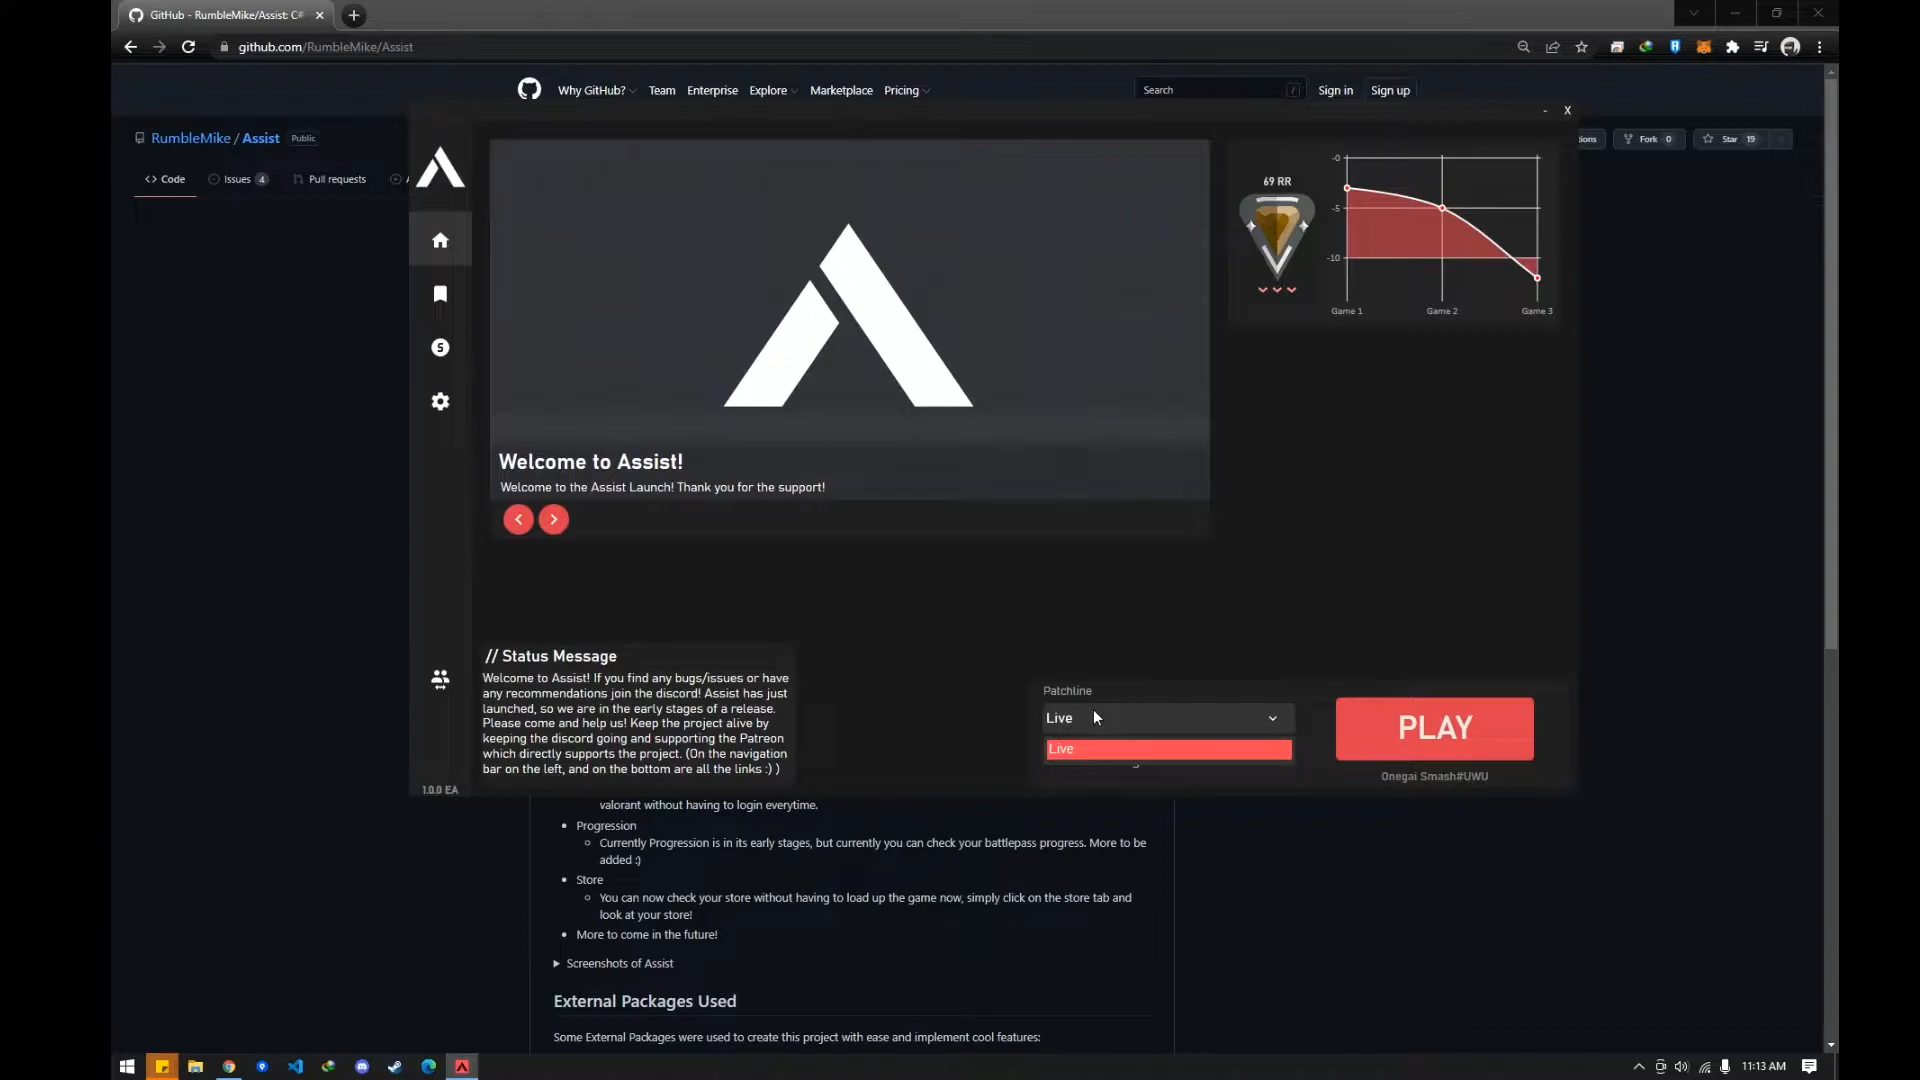 GitHub - RumbleMike/Assist: C#
github.com/RumbleMike/Assist
Why GitHub? Team Enterprise Explore Marketplace Pricing
Search /
Sign in Sign up
RumbleMike / Assist Public
Fork 0 Star 19
Code Issues 4 Pull requests
- X
69 RR
-0
-5
-10
Game 1 Game 2 Game 3
S
Welcome to Assist!
Welcome to the Assist Launch! Thank you for the support!
// Status Message
Welcome to Assist! If you find any bugs/issues or have
any recommendations join the discord! Assist has just
launched, so we are in the early stages of a release.
Please come and help us! Keep the project alive by
keeping the discord going and supporting the Patreon
which directly supports the project. (On the navigation
bar on the left, and on the bottom are all the links :) )
Patchline
Live
Live
PLAY
Onegai Smash#UWU
1.0.0 EA
valorant without having to login everytime.
Progression
Currently Progression is in its early stages, but currently you can check your battlepass progress. More to be
added :)
Store
You can now check your store without having to load up the game now, simply click on the store tab and
look at your store!
More to come in the future!
Screenshots of Assist
External Packages Used
Some External Packages were used to create this project with ease and implement cool features:
11:13 AM